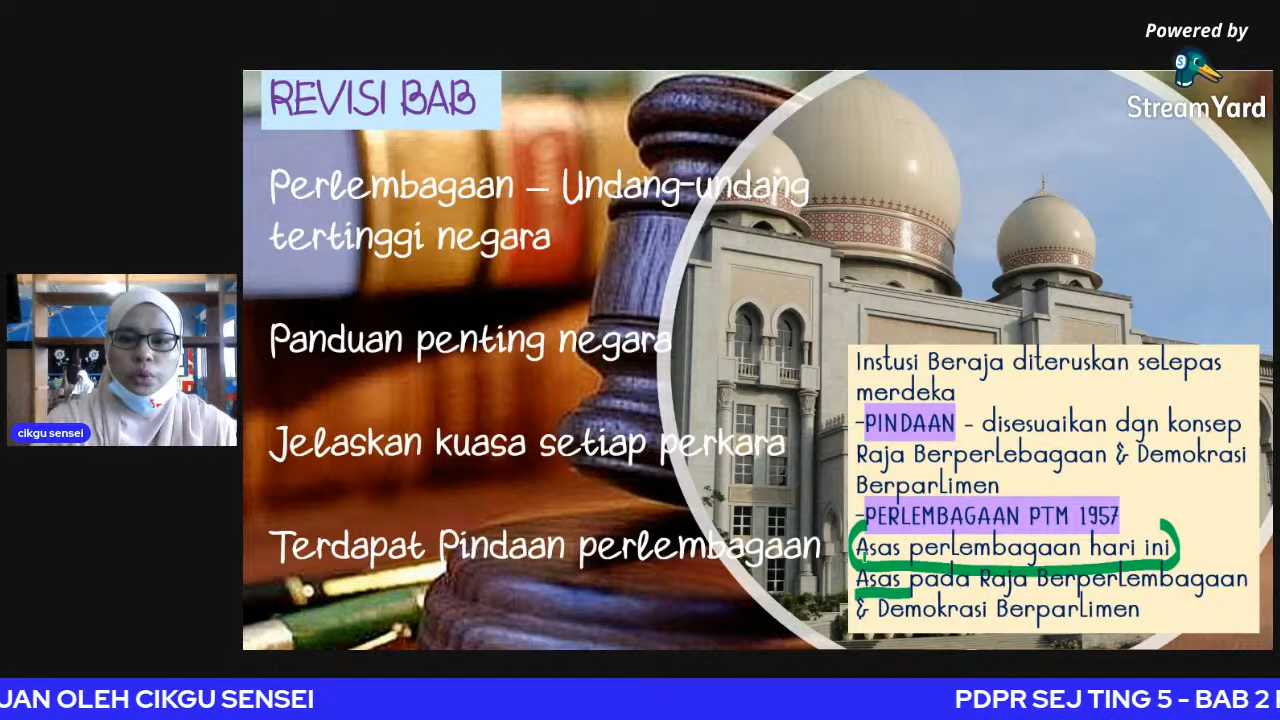 Powered by
StreamYard
REVISI BAB
Perlembagaan – Undang-undang
tertinggi negara
Panduan penting negara
Jelaskan kuasa setiap perkara
Terdapat Pindaan perlembagaan
Instusi Beraja diteruskan selepas
merdeka
-PINDAAN - disesuaikan dgn konsep
Raja Berperlebagaan & Demokrasi
Berparlimen
-PERLEMBAGAAN PTM 1957
Asas perlembagaan hari ini
Asas pada Raja Berperlembagaan
& Demokrasi Berparlimen
cikgu sensei
UAN OLEH CIKGU SENSEI
PDPR SEJ TING 5 - BAB 2